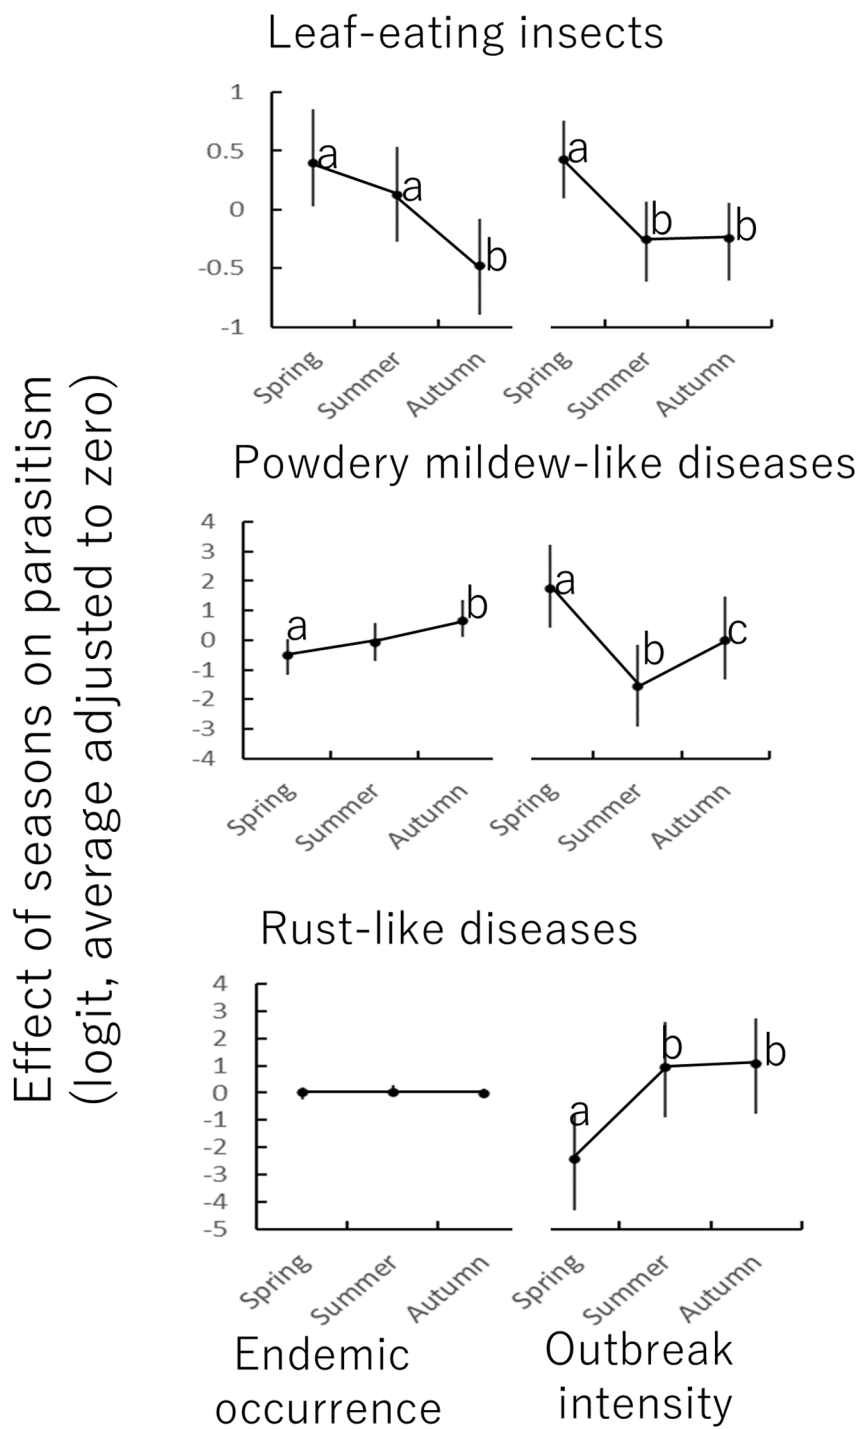 Leaf-eating insects
1
0.5
0
-0.5
-1
a
a
b
a
b
b
Spring
Summer
Autumn
Spring
Summer
Autumn
Powdery mildew-like diseases
4
3
2
1
0
-1
-2
-3
-4
a
b
a
b
c
Spring
Summer
Autumn
Spring
Summer
Autumn
Rust-like diseases
4
3
2
1
0
-1
-2
-3
-4
-5
a
b
b
Spring
Summer
Autumn
Spring
Summer
Autumn
Endemic
occurrence
Outbreak
intensity
Effect of seasons on parasitism
(logit, average adjusted to zero)